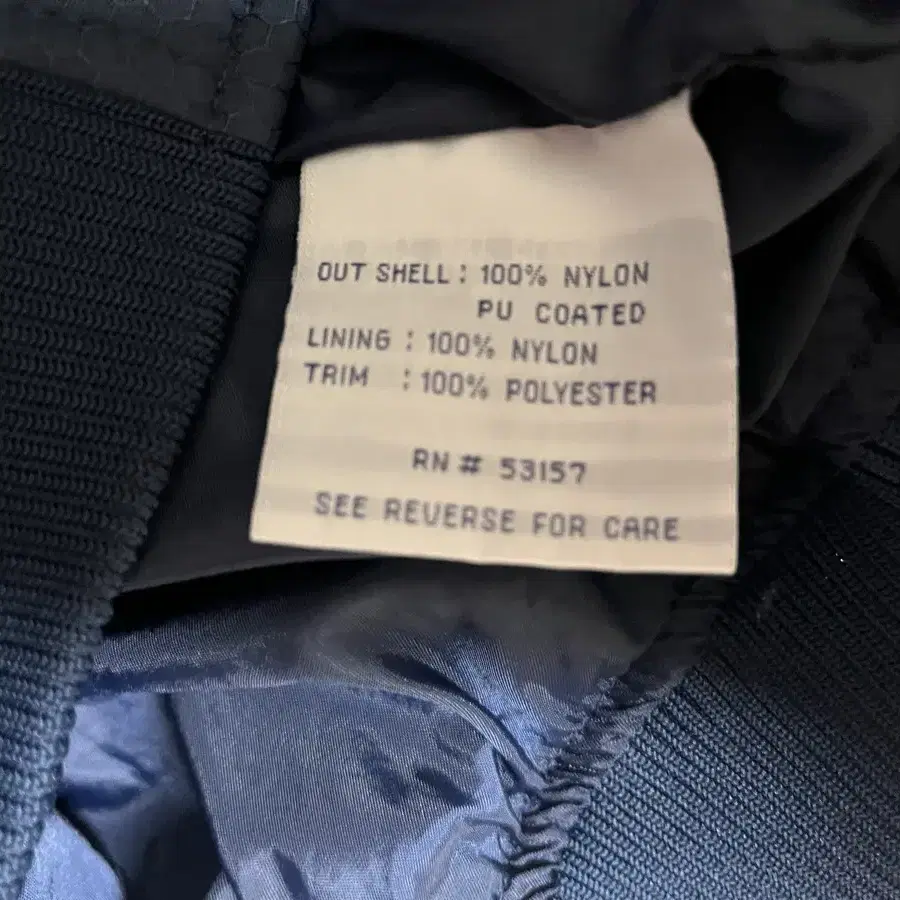 OUT SHELL : 100% NYLON
PU COATED
LINING : 100% NYLON
TRIM : 100% POLYESTER
RN # 53157
SEE REVERSE FOR CARE